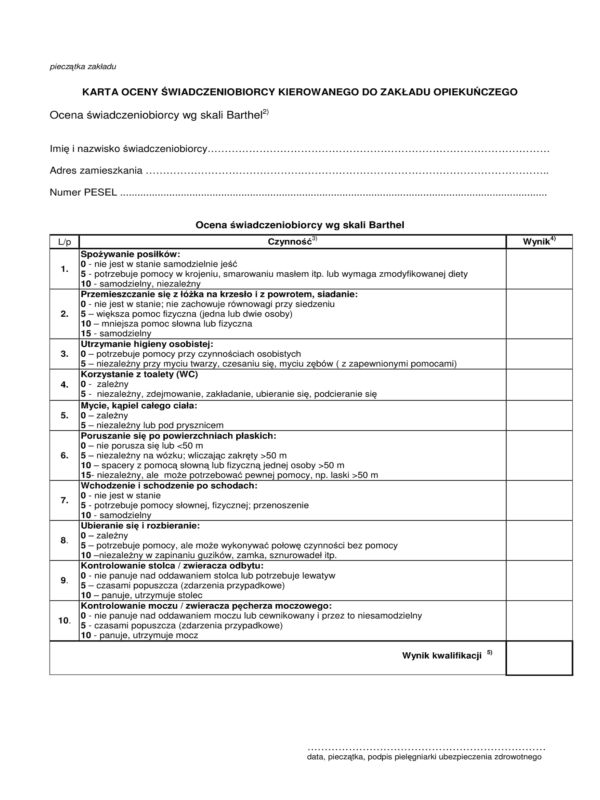 pieczątka zakładu
KARTA OCENY ŚWIADCZENIOBIORCY KIEROWANEGO DO ZAKŁADU OPIEKUŃCZEGO
Ocena świadczeniobiorcy wg skali Barthel2)
Imię i nazwisko świadczeniobiorcy……………………………………………………………………………………
Adres zamieszkania …………………………………………………………………………………………………..
Numer PESEL ......................................................................................................................................................
Ocena świadczeniobiorcy wg skali Barthel
L/p Czynność3) Wynik4)
1. Spożywanie posiłków:
0 - nie jest w stanie samodzielnie jeść
5 - potrzebuje pomocy w krojeniu, smarowaniu masłem itp. lub wymaga zmodyfikowanej diety
10 - samodzielny, niezależny
2. Przemieszczanie się z łóżka na krzesło i z powrotem, siadanie:
0 - nie jest w stanie; nie zachowuje równowagi przy siedzeniu
5 – większa pomoc fizyczna (jedna lub dwie osoby)
10 – mniejsza pomoc słowna lub fizyczna
15 - samodzielny
3. Utrzymanie higieny osobistej:
0 – potrzebuje pomocy przy czynnościach osobistych
5 – niezależny przy myciu twarzy, czesaniu się, myciu zębów ( z zapewnionymi pomocami)
4. Korzystanie z toalety (WC)
0 - zależny
5 - niezależny, zdejmowanie, zakładanie, ubieranie się, podcieranie się
5. Mycie, kąpiel całego ciała:
0 – zależny
5 – niezależny lub pod prysznicem
6. Poruszanie się po powierzchniach płaskich:
0 – nie porusza się lub <50 m
5 – niezależny na wózku; wliczając zakręty >50 m
10 – spacery z pomocą słowną lub fizyczną jednej osoby >50 m
15- niezależny, ale może potrzebować pewnej pomocy, np. laski >50 m
7. Wchodzenie i schodzenie po schodach:
0 - nie jest w stanie
5 - potrzebuje pomocy słownej, fizycznej; przenoszenie
10 - samodzielny
8. Ubieranie się i rozbieranie:
0 – zależny
5 – potrzebuje pomocy, ale może wykonywać połowę czynności bez pomocy
10 –niezależny w zapinaniu guzików, zamka, sznurowadeł itp.
9. Kontrolowanie stolca / zwieracza odbytu:
0 - nie panuje nad oddawaniem stolca lub potrzebuje lewatyw
5 – czasami popuszcza (zdarzenia przypadkowe)
10 – panuje, utrzymuje stolec
10. Kontrolowanie moczu / zwieracza pęcherza moczowego:
0 - nie panuje nad oddawaniem moczu lub cewnikowany i przez to niesamodzielny
5 - czasami popuszcza (zdarzenia przypadkowe)
10 - panuje, utrzymuje mocz
Wynik kwalifikacji 5)
……………………………………………………………
data, pieczątka, podpis pielęgniarki ubezpieczenia zdrowotnego